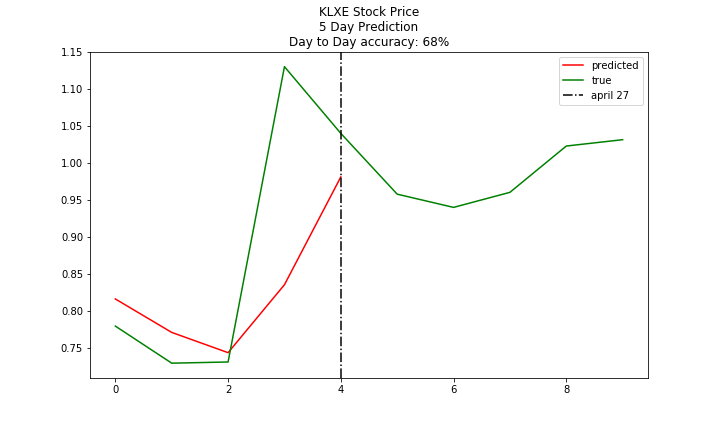 KLXE Stock Price
5 Day Prediction
Day to Day accuracy: 68%
1.15
1.10
1.05
1.00
0.95
0.90
0.85
0.80
0.75
0
2
4
6
8
predicted
true
april 27